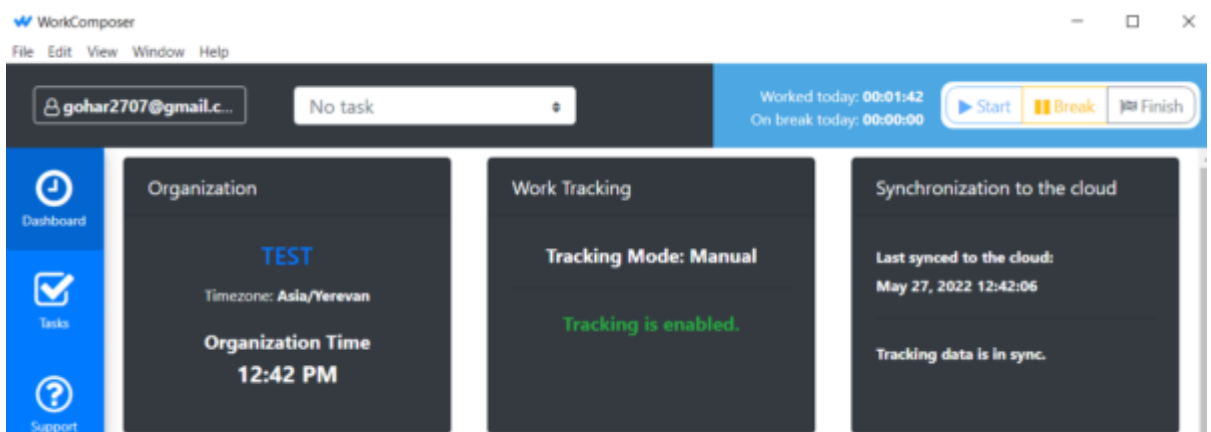 WorkComposer
File Edit View Window Help
gohar2707@gmail.c...
No task
Worked today: 00:01:42
On break today: 00:00:00
Start Break Finish
Dashboard
Tasks
Support
Organization
TEST
Timezone: Asia/Yerevan
Organization Time
12:42 PM
Work Tracking
Tracking Mode: Manual
Tracking is enabled.
Synchronization to the cloud
Last synced to the cloud:
May 27, 2022 12:42:06
Tracking data is in sync.